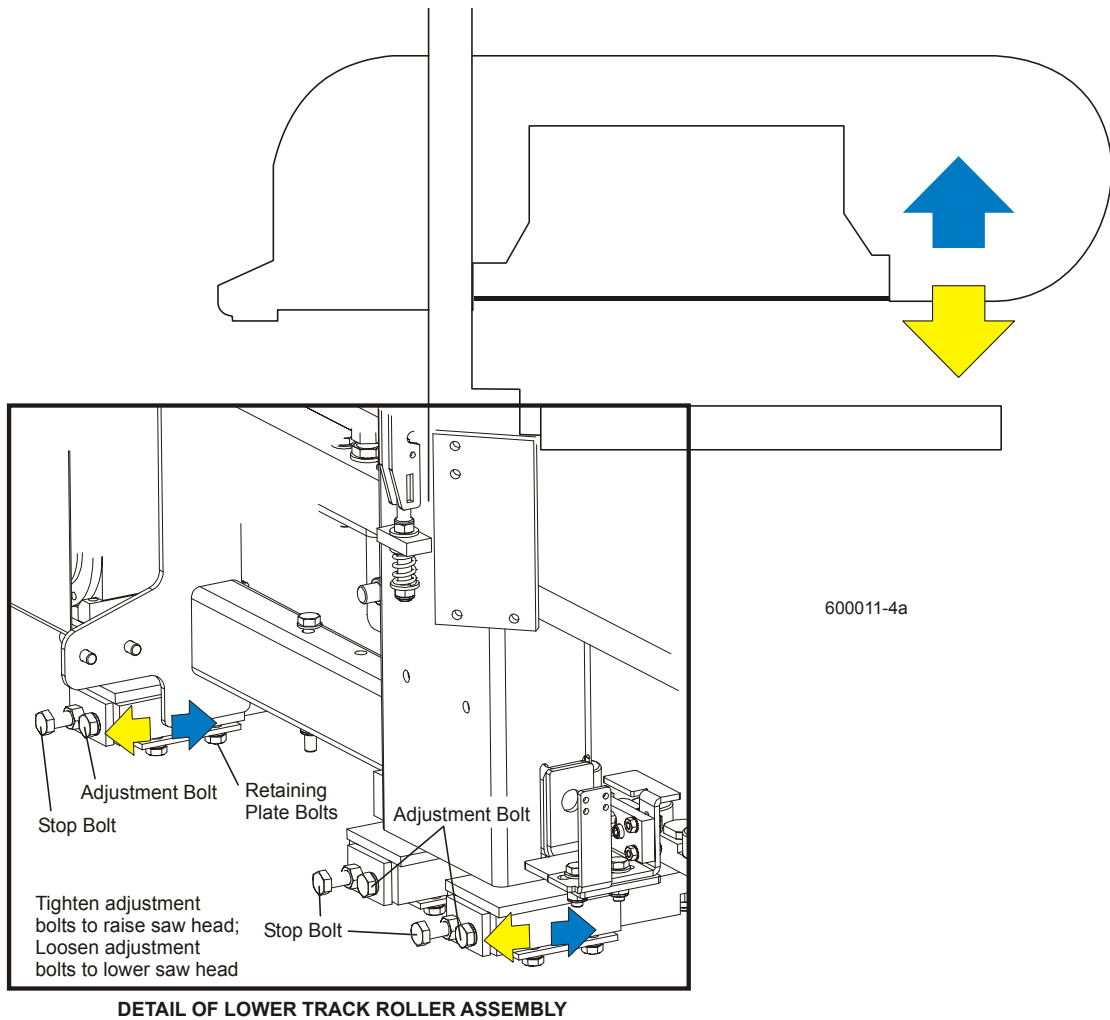 600011-4a
Adjustment Bolt
Stop Bolt
Retaining
Plate Bolts
Adjustment Bolt
Stop Bolt
Tighten adjustment
bolts to raise saw head;
Loosen adjustment
bolts to lower saw head
DETAIL OF LOWER TRACK ROLLER ASSEMBLY